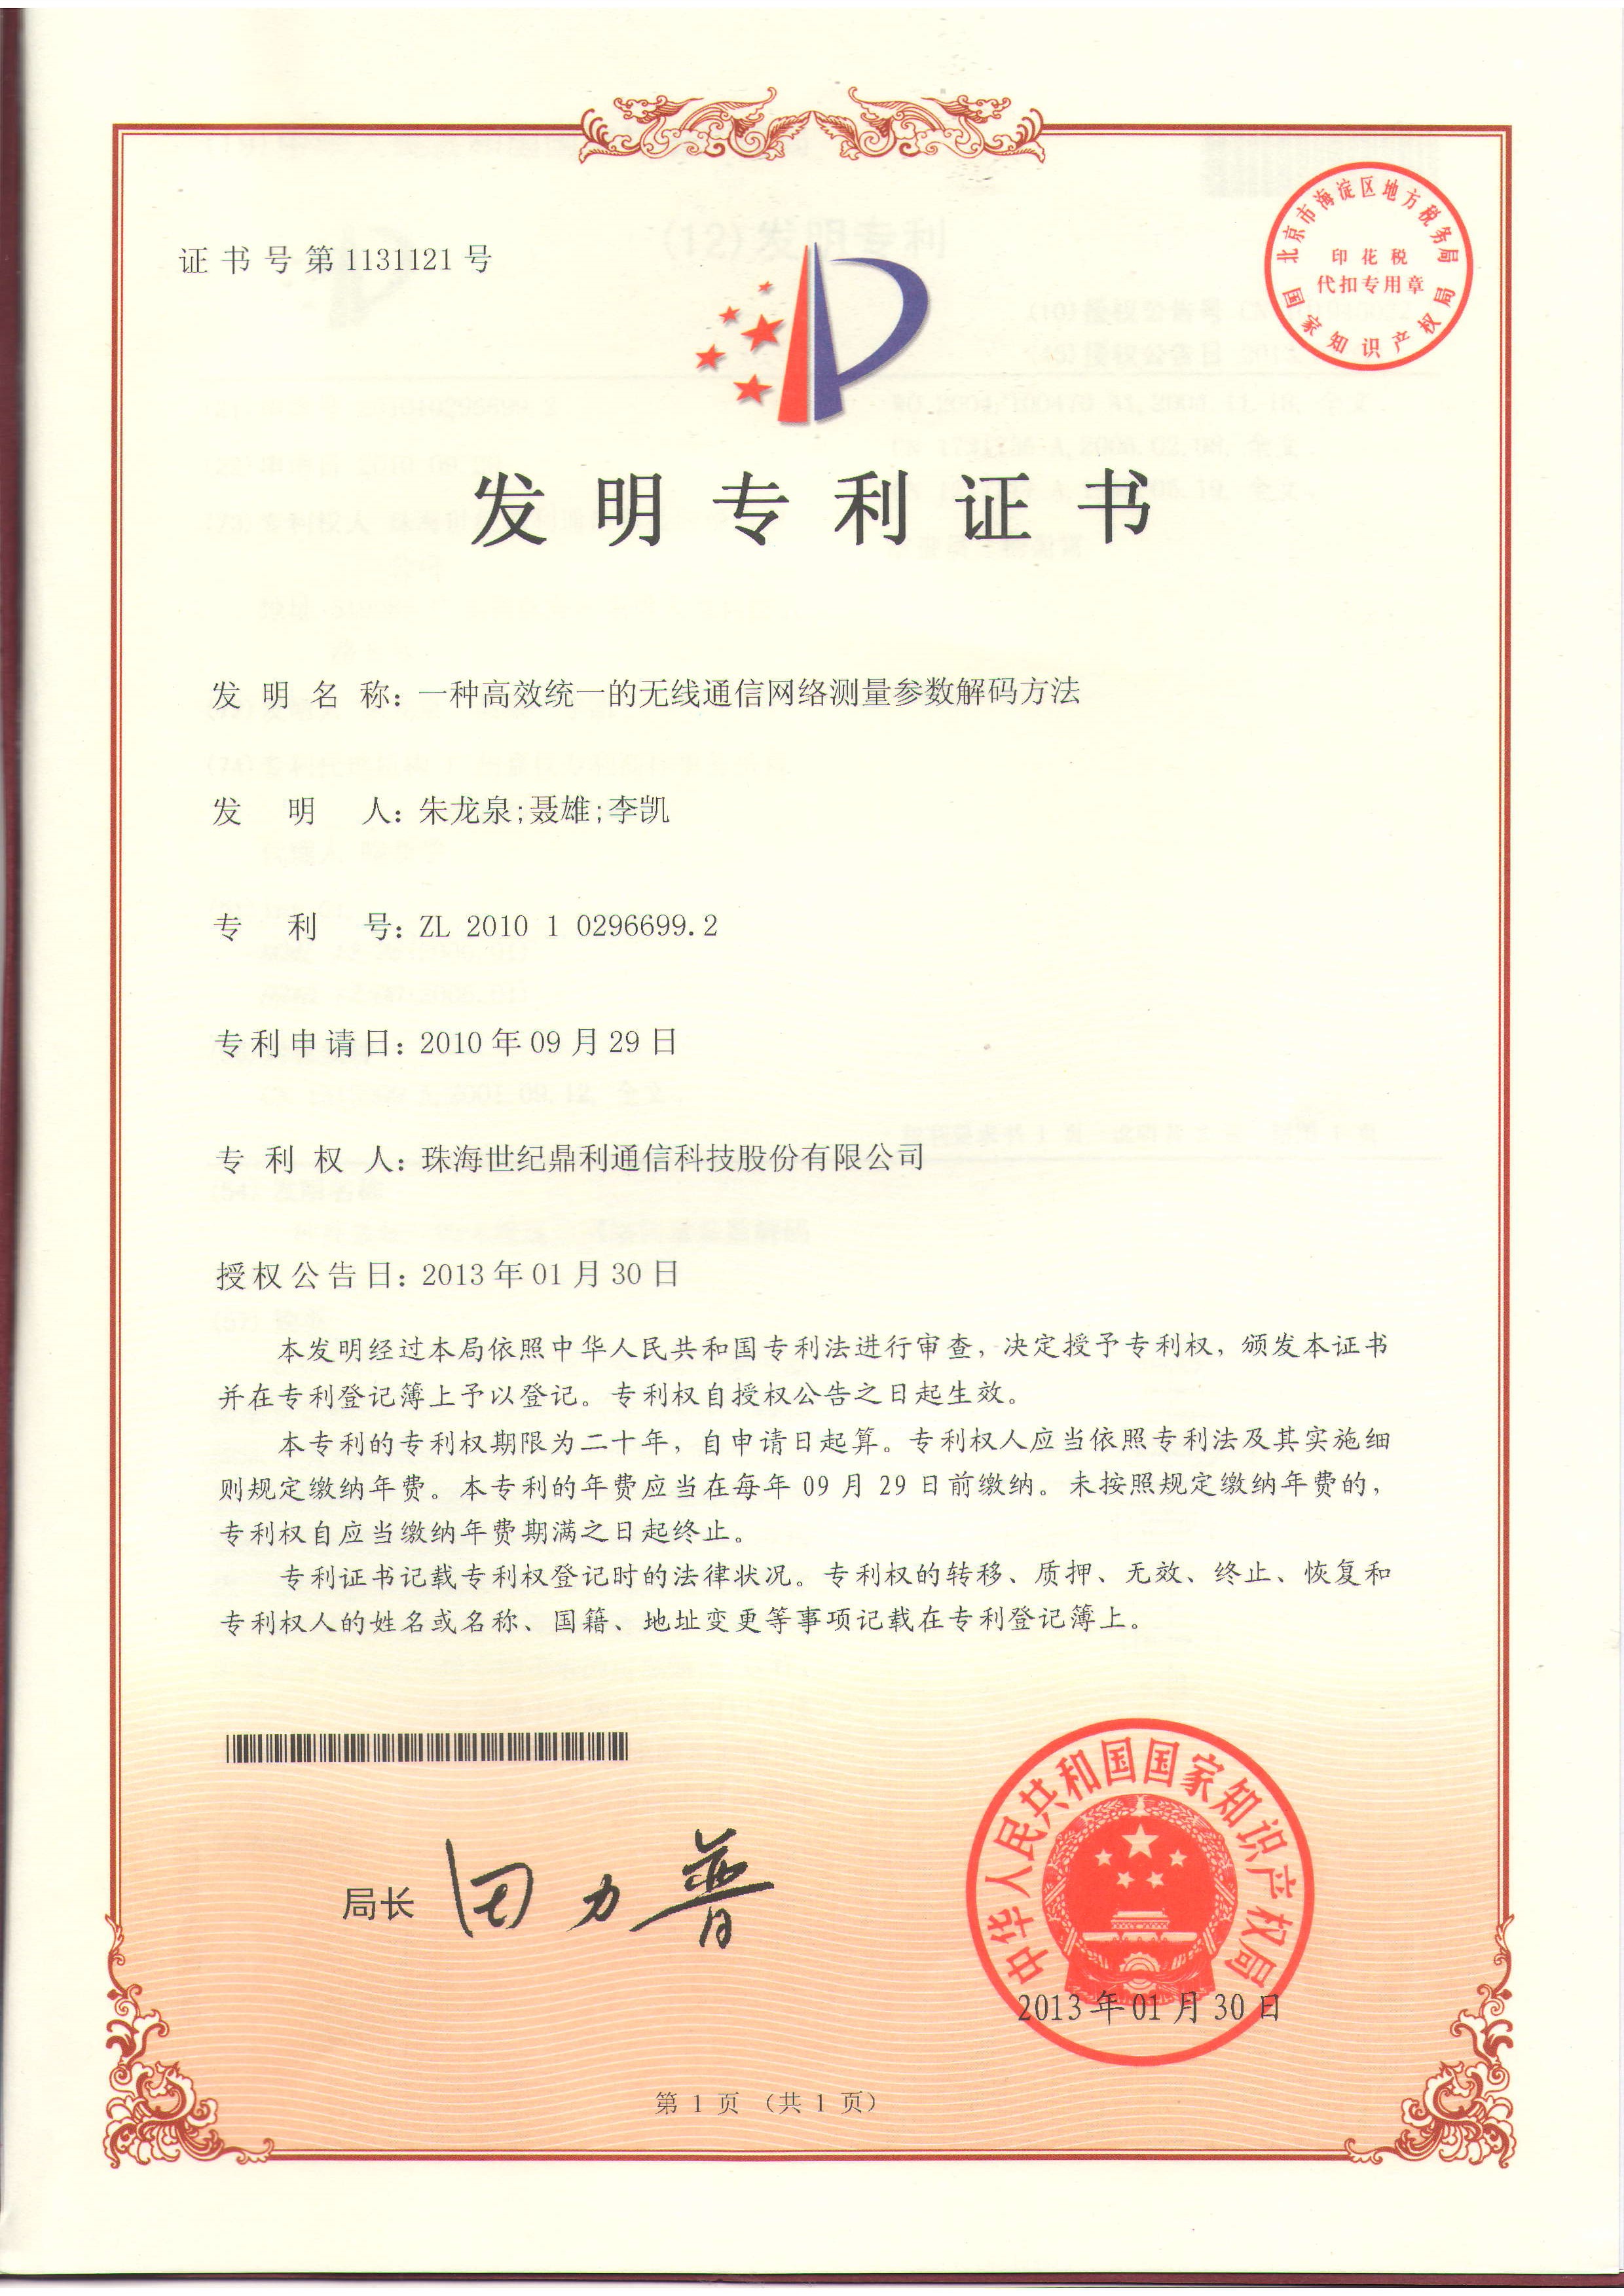 证书号第1131121号
北京市海淀区地方税务局
印花税
代扣专用章
国家知识产权局
发明专利证书
发明名称：一种高效统一的无线通信网络测量参数解码方法
发明人：朱龙泉;聂雄;李凯
专利号：ZL 2010 1 0296699.2
专利申请日：2010年09月29日
专利权人：珠海世纪鼎利通信科技股份有限公司
授权公告日：2013年01月30日
本发明经过本局依照中华人民共和国专利法进行审查，决定授予专利权，颁发本证书
并在专利登记簿上予以登记。专利权自授权公告之日起生效。
本专利的专利权期限为二十年，自申请日起算。专利权人应当依照专利法及其实施细
则规定缴纳年费。本专利的年费应当在每年 09 月 29 日前缴纳。未按照规定缴纳年费的，
专利权自应当缴纳年费期满之日起终止。
专利证书记载专利权登记时的法律状况。专利权的转移、质押、无效、终止、恢复和
专利权人的姓名或名称、国籍、地址变更等事项记载在专利登记簿上。
局长 田力普
中华人民共和国国家知识产权局
2013年01月30日
第 1 页 （共 1 页）